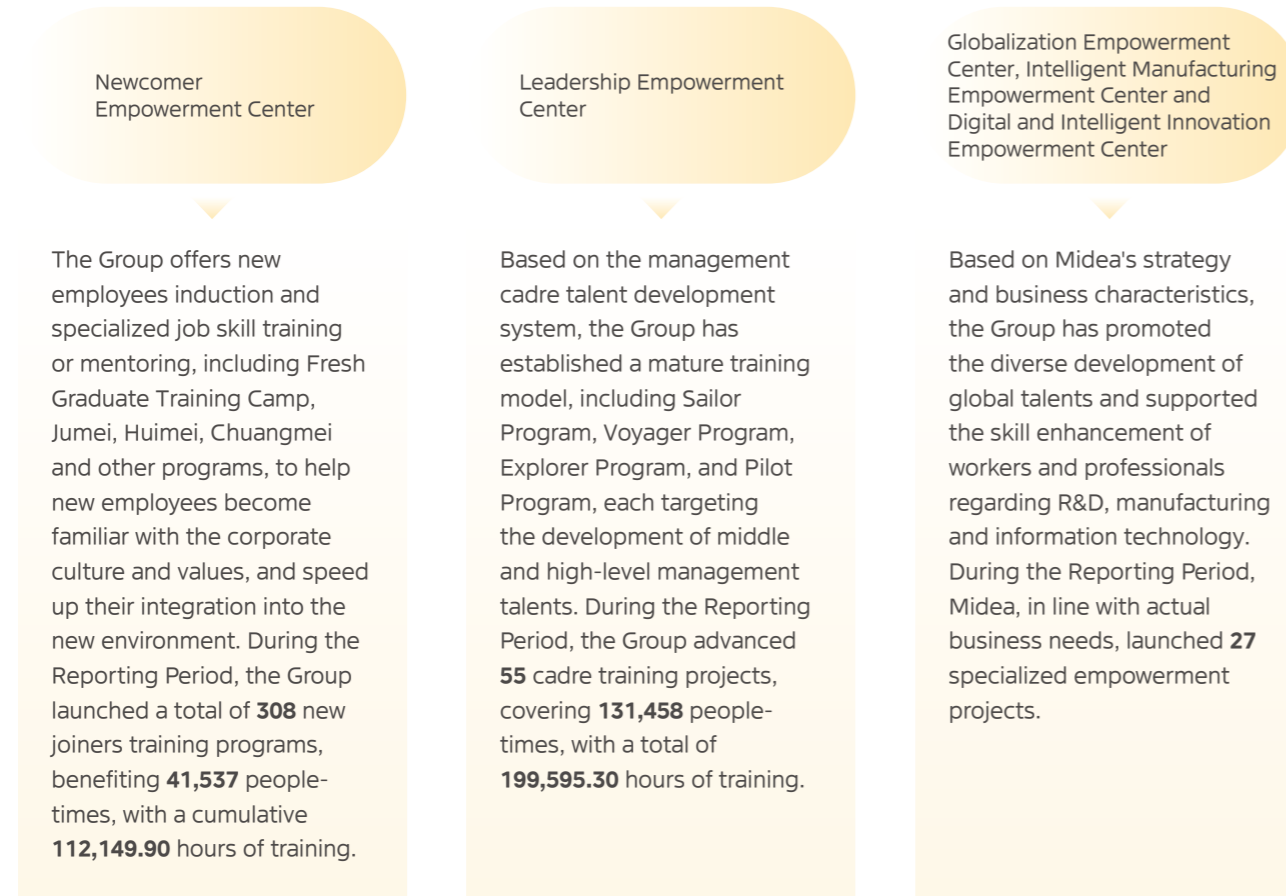 Newcomer
Empowerment Center
The Group offers new
employees induction and
specialized job skill training
or mentoring, including Fresh
Graduate Training Camp,
Jumei, Huimei, Chuangmei
and other programs, to help
new employees become
familiar with the corporate
culture and values, and speed
up their integration into the
new environment. During the
Reporting Period, the Group
launched a total of 308 new
joiners training programs,
benefiting 41,537 people-
times, with a cumulative
112,149.90 hours of training.
Leadership Empowerment
Center
Based on the management
cadre talent development
system, the Group has
established a mature training
model, including Sailor
Program, Voyager Program,
Explorer Program, and Pilot
Program, each targeting
the development of middle
and high-level management
talents. During the Reporting
Period, the Group advanced
55 cadre training projects,
covering 131,458 people-
times, with a total of
199,595.30 hours of training.
Globalization Empowerment
Center, Intelligent Manufacturing
Empowerment Center and
Digital and Intelligent Innovation
Empowerment Center
Based on Midea's strategy
and business characteristics,
the Group has promoted
the diverse development of
global talents and supported
the skill enhancement of
workers and professionals
regarding R&D, manufacturing
and information technology.
During the Reporting Period,
Midea, in line with actual
business needs, launched 27
specialized empowerment
projects.